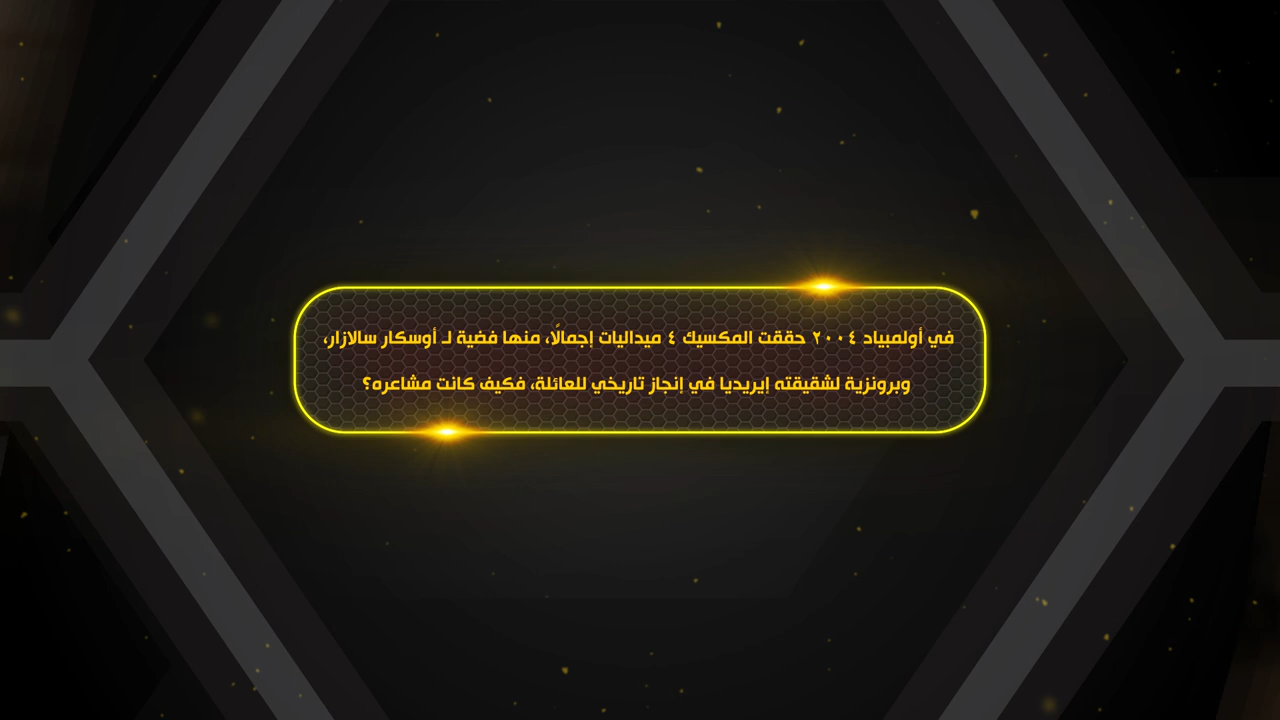 في أولمبياد ٢٠٠٤ حققت المكسيك ٤ ميداليات إجمالًا، منها فضية لـ أوسكار سالازار،
وبرونزية لشقيقته إيريديا في إنجاز تاريخي للعائلة، فكيف كانت مشاعره؟